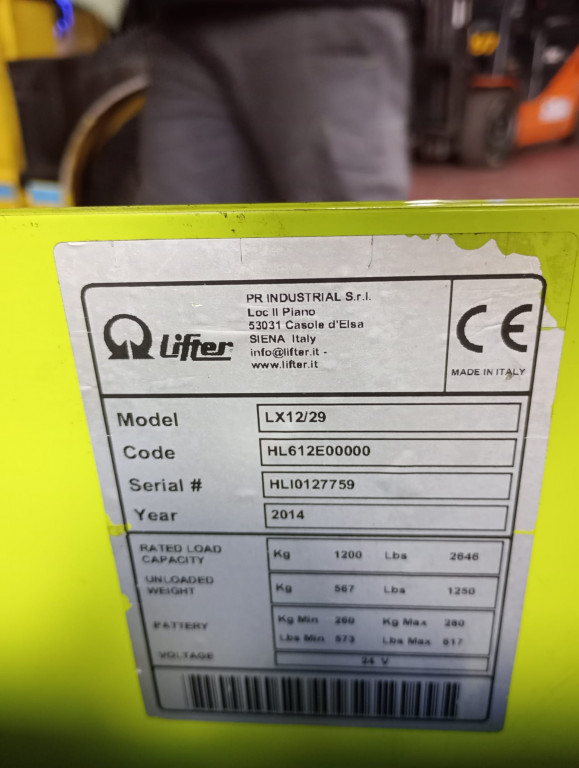 Lifter
PR INDUSTRIAL S.r.l.
Loc Il Piano
53031 Casole d'Elsa
SIENA Italy
info@lifter.it -
www.lifter.it
CE
MADE IN ITALY
Model LX12/29
Code HL612E00000
Serial # HLI0127759
Year 2014
RATED LOAD CAPACITY Kg 1200 Lbs 2646
UNLOADED WEIGHT Kg 567 Lbs 1250
BATTERY Kg Min 260 Kg Max 280
Lbs Min 573 Lbs Max 617
VOLTAGE 24 V